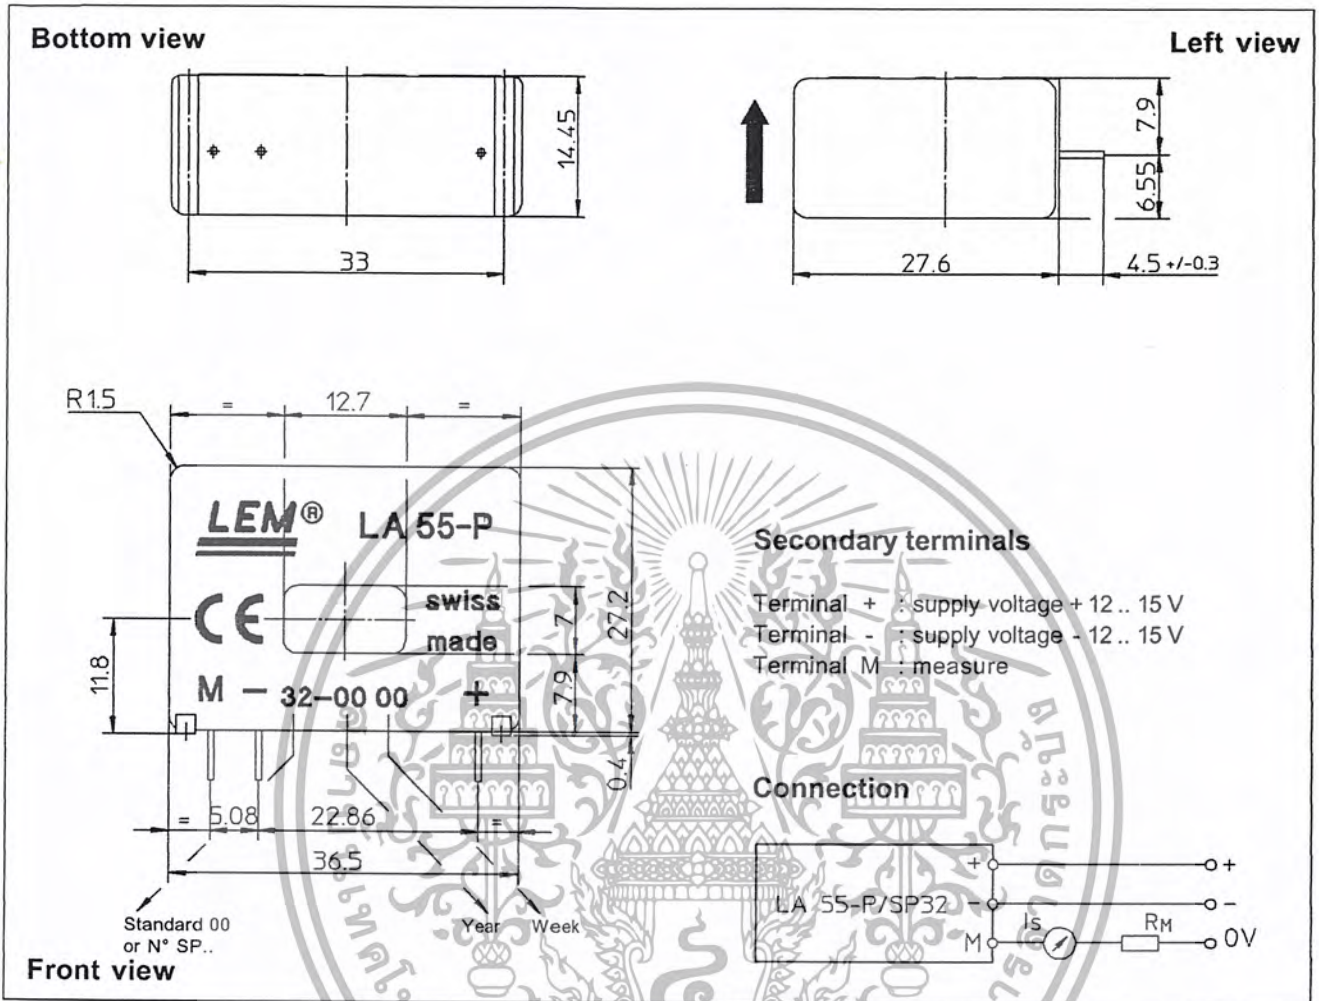 Bottom view
Left view
14.45
33
7.9
6.55
27.6
4.5 +/-0.3
R1.5
=
12.7
=
LEM® LA 55-P
CE
swiss
made
7
27.2
11.8
7.9
M - 32-00 00 +
0.4
= 5.08 22.86 =
36.5
Standard 00
or N° SP..
Year
Week
Front view
Secondary terminals
Terminal + : supply voltage + 12 .. 15 V
Terminal - : supply voltage - 12 .. 15 V
Terminal M : measure
Connection
+
+
LA 55-P/SP32
-
-
M
Is
RM
0V